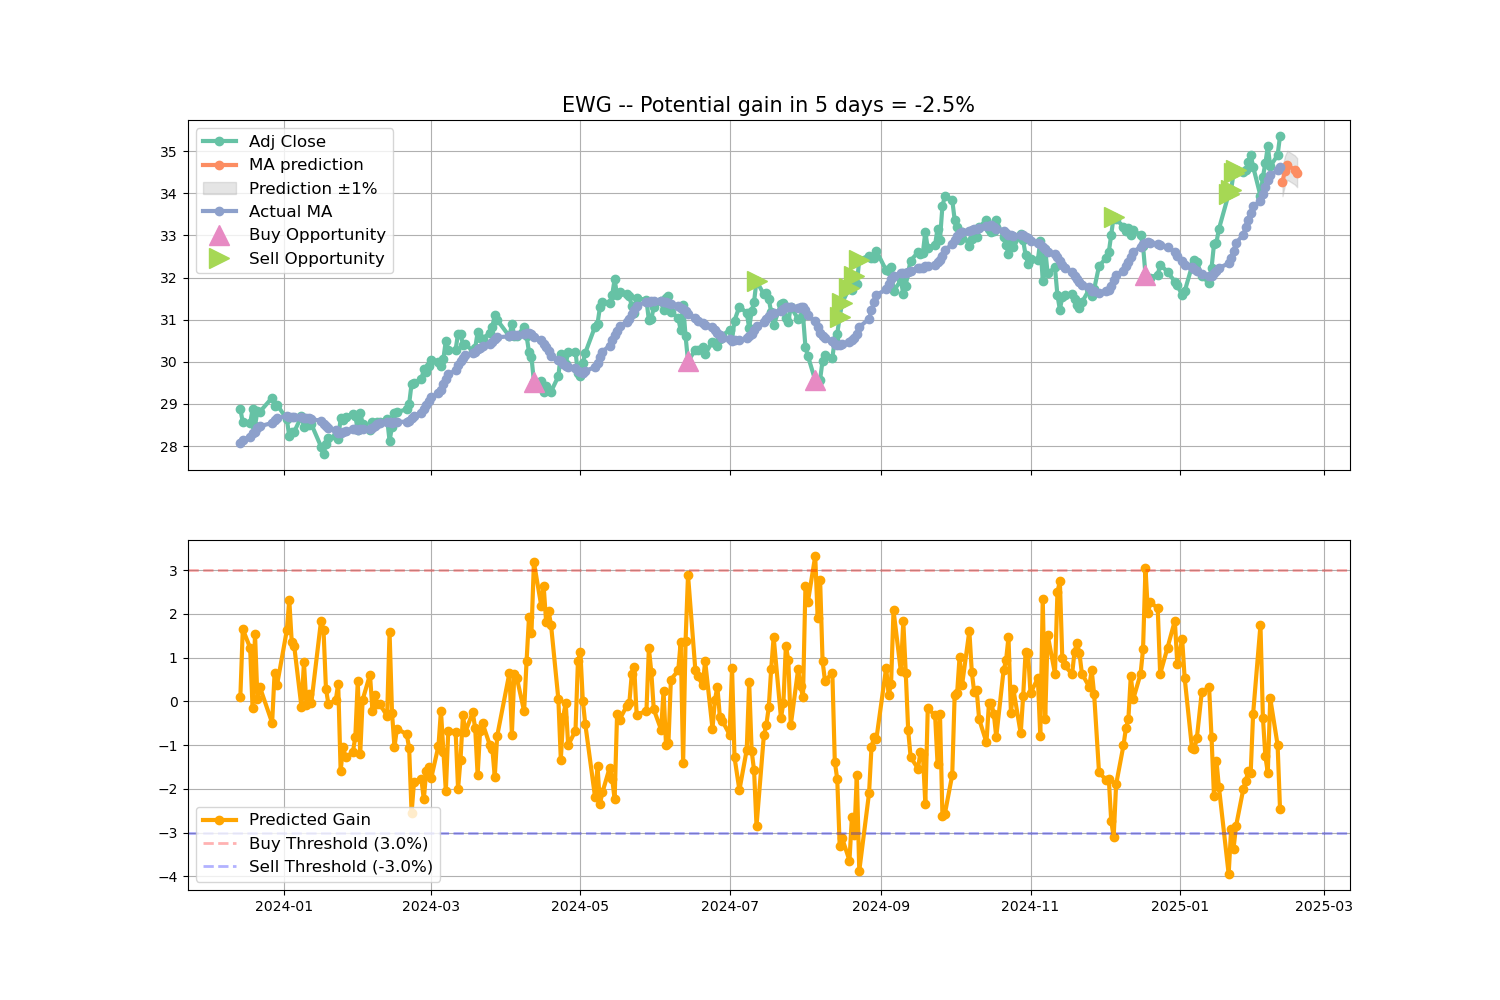 EWG -- Potential gain in 5 days = -2.5%
Adj Close
MA prediction
Prediction ±1%
Actual MA
Buy Opportunity
Sell Opportunity
35
34
33
32
31
30
29
28
3
2
1
0
−1
−2
−3
−4
Predicted Gain
Buy Threshold (3.0%)
Sell Threshold (-3.0%)
2024-01 2024-03 2024-05 2024-07 2024-09 2024-11 2025-01 2025-03